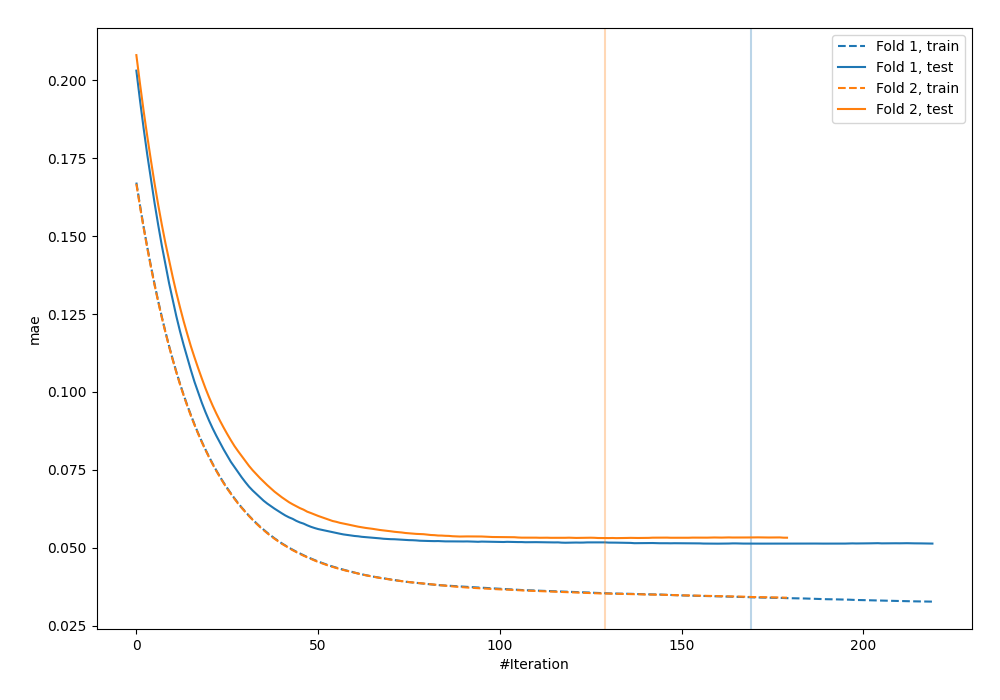 Fold 1, train
Fold 1, test
Fold 2, train
Fold 2, test
0.200
0.175
0.150
0.125
0.100
0.075
0.050
0.025
mae
0
50
100
150
200
#Iteration